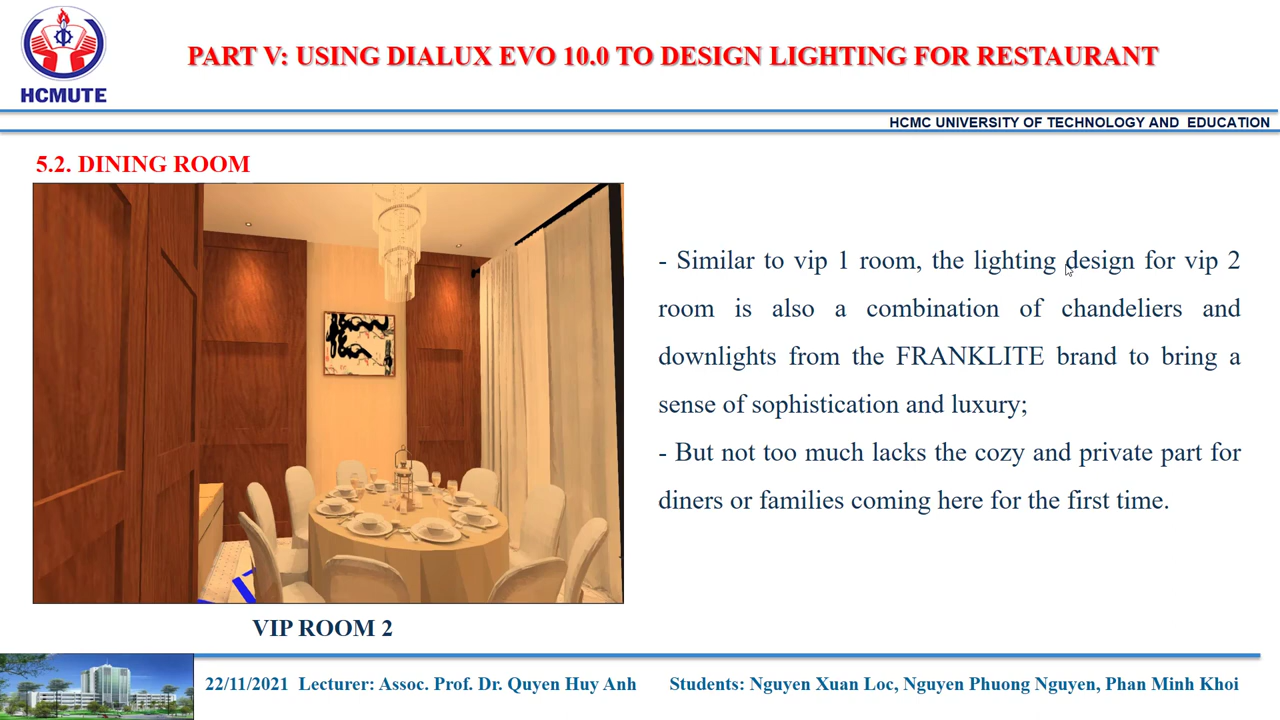 HCMUTE
PART V: USING DIALUX EVO 10.0 TO DESIGN LIGHTING FOR RESTAURANT
HCMC UNIVERSITY OF TECHNOLOGY AND EDUCATION
5.2. DINING ROOM
- Similar to vip 1 room, the lighting design for vip 2
room is also a combination of chandeliers and
downlights from the FRANKLITE brand to bring a
sense of sophistication and luxury;
- But not too much lacks the cozy and private part for
diners or families coming here for the first time.
VIP ROOM 2
22/11/2021 Lecturer: Assoc. Prof. Dr. Quyen Huy Anh Students: Nguyen Xuan Loc, Nguyen Phuong Nguyen, Phan Minh Khoi